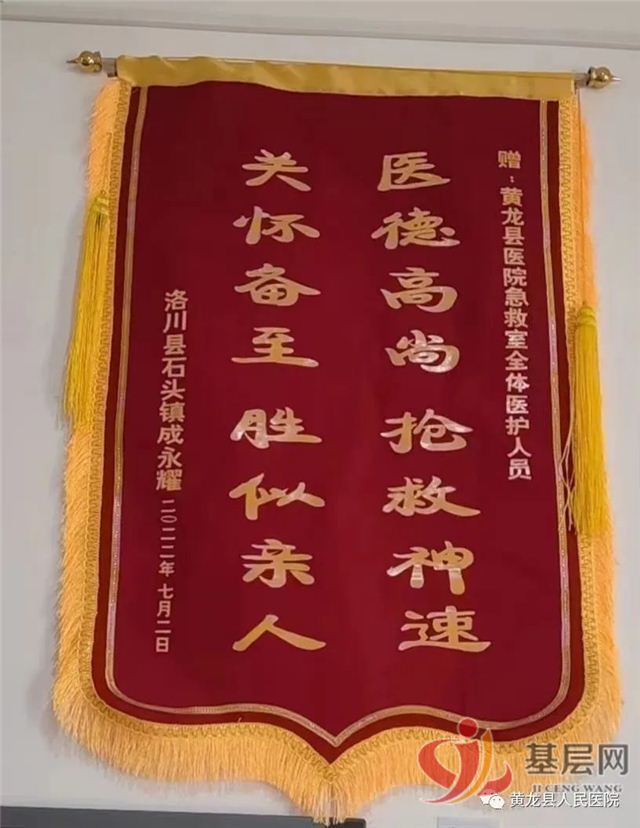 赠：黄龙县医院急救室全体医护人员
医德高尚抢救神速
关怀备至胜似亲人
洛川县石头镇成永耀二〇二二年七月二日
基层网
JI CENG WANG
黄龙县人民医院